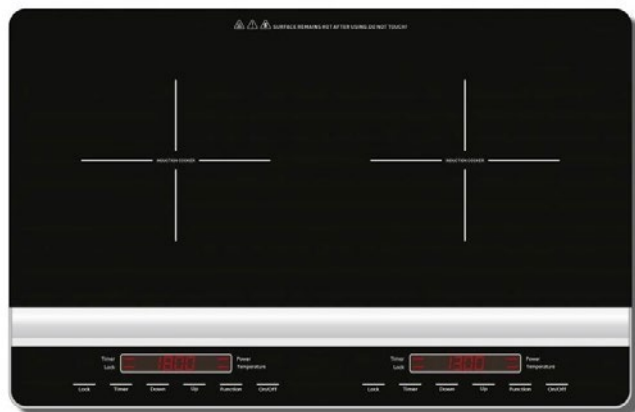 SURFACE REMAINS HOT AFTER USING DO NOT TOUCH!
INDUCTION COOKER INDUCTION COOKER
Timer 1800 Power Timer 1300 Power
Lock Temperature Lock Temperature
Lock Timer Down Up Function On/Off Lock Timer Down Up Function On/Off